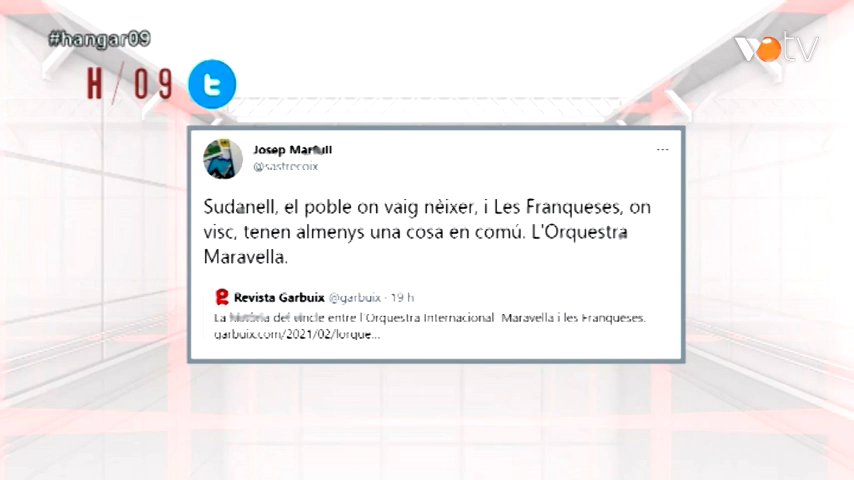 #hangar09
votv
H/09
Josep
@sastrecoix
Sudanell, el poble on vaig nèixer, i Les Franqueses, on
visc, tenen almenys una cosa en comú. L'Orquestra
Maravella.
Revista Garbuix @garbuix · 19 h
La història del vincle entre l'Orquestra Internacional Maravella i les Franqueses.
garbuix.com/2021/02/lorque...